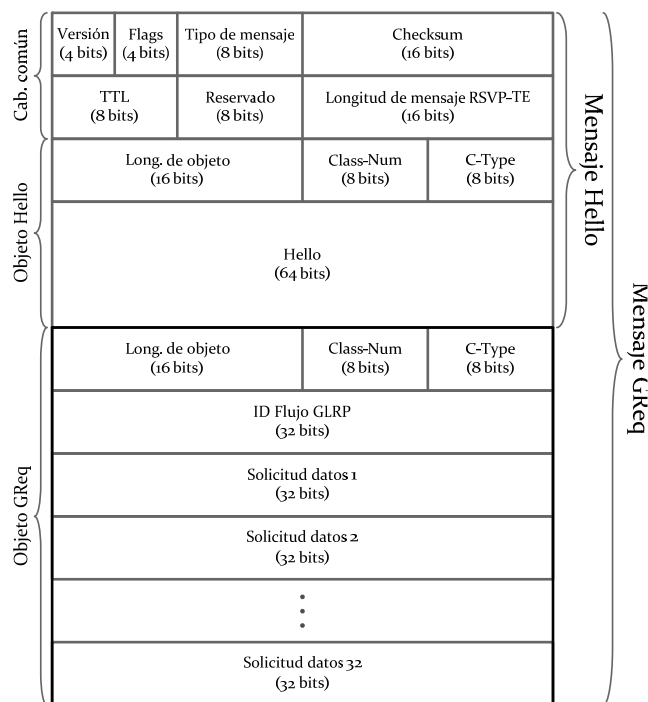 Versión
(4 bits)
Flags
(4 bits)
Tipo de mensaje
(8 bits)
Checksum
(16 bits)
TTL
(8 bits)
Reservado
(8 bits)
Longitud de mensaje RSVP-TE
(16 bits)
Cab. común
Long. de objeto
(16 bits)
Class-Num
(8 bits)
C-Type
(8 bits)
Hello
(64 bits)
Objeto Hello
Mensaje Hello
Long. de objeto
(16 bits)
Class-Num
(8 bits)
C-Type
(8 bits)
ID Flujo GLRP
(32 bits)
Solicitud datos 1
(32 bits)
Solicitud datos 2
(32 bits)
Solicitud datos 32
(32 bits)
Objeto GReq
Mensaje GReq